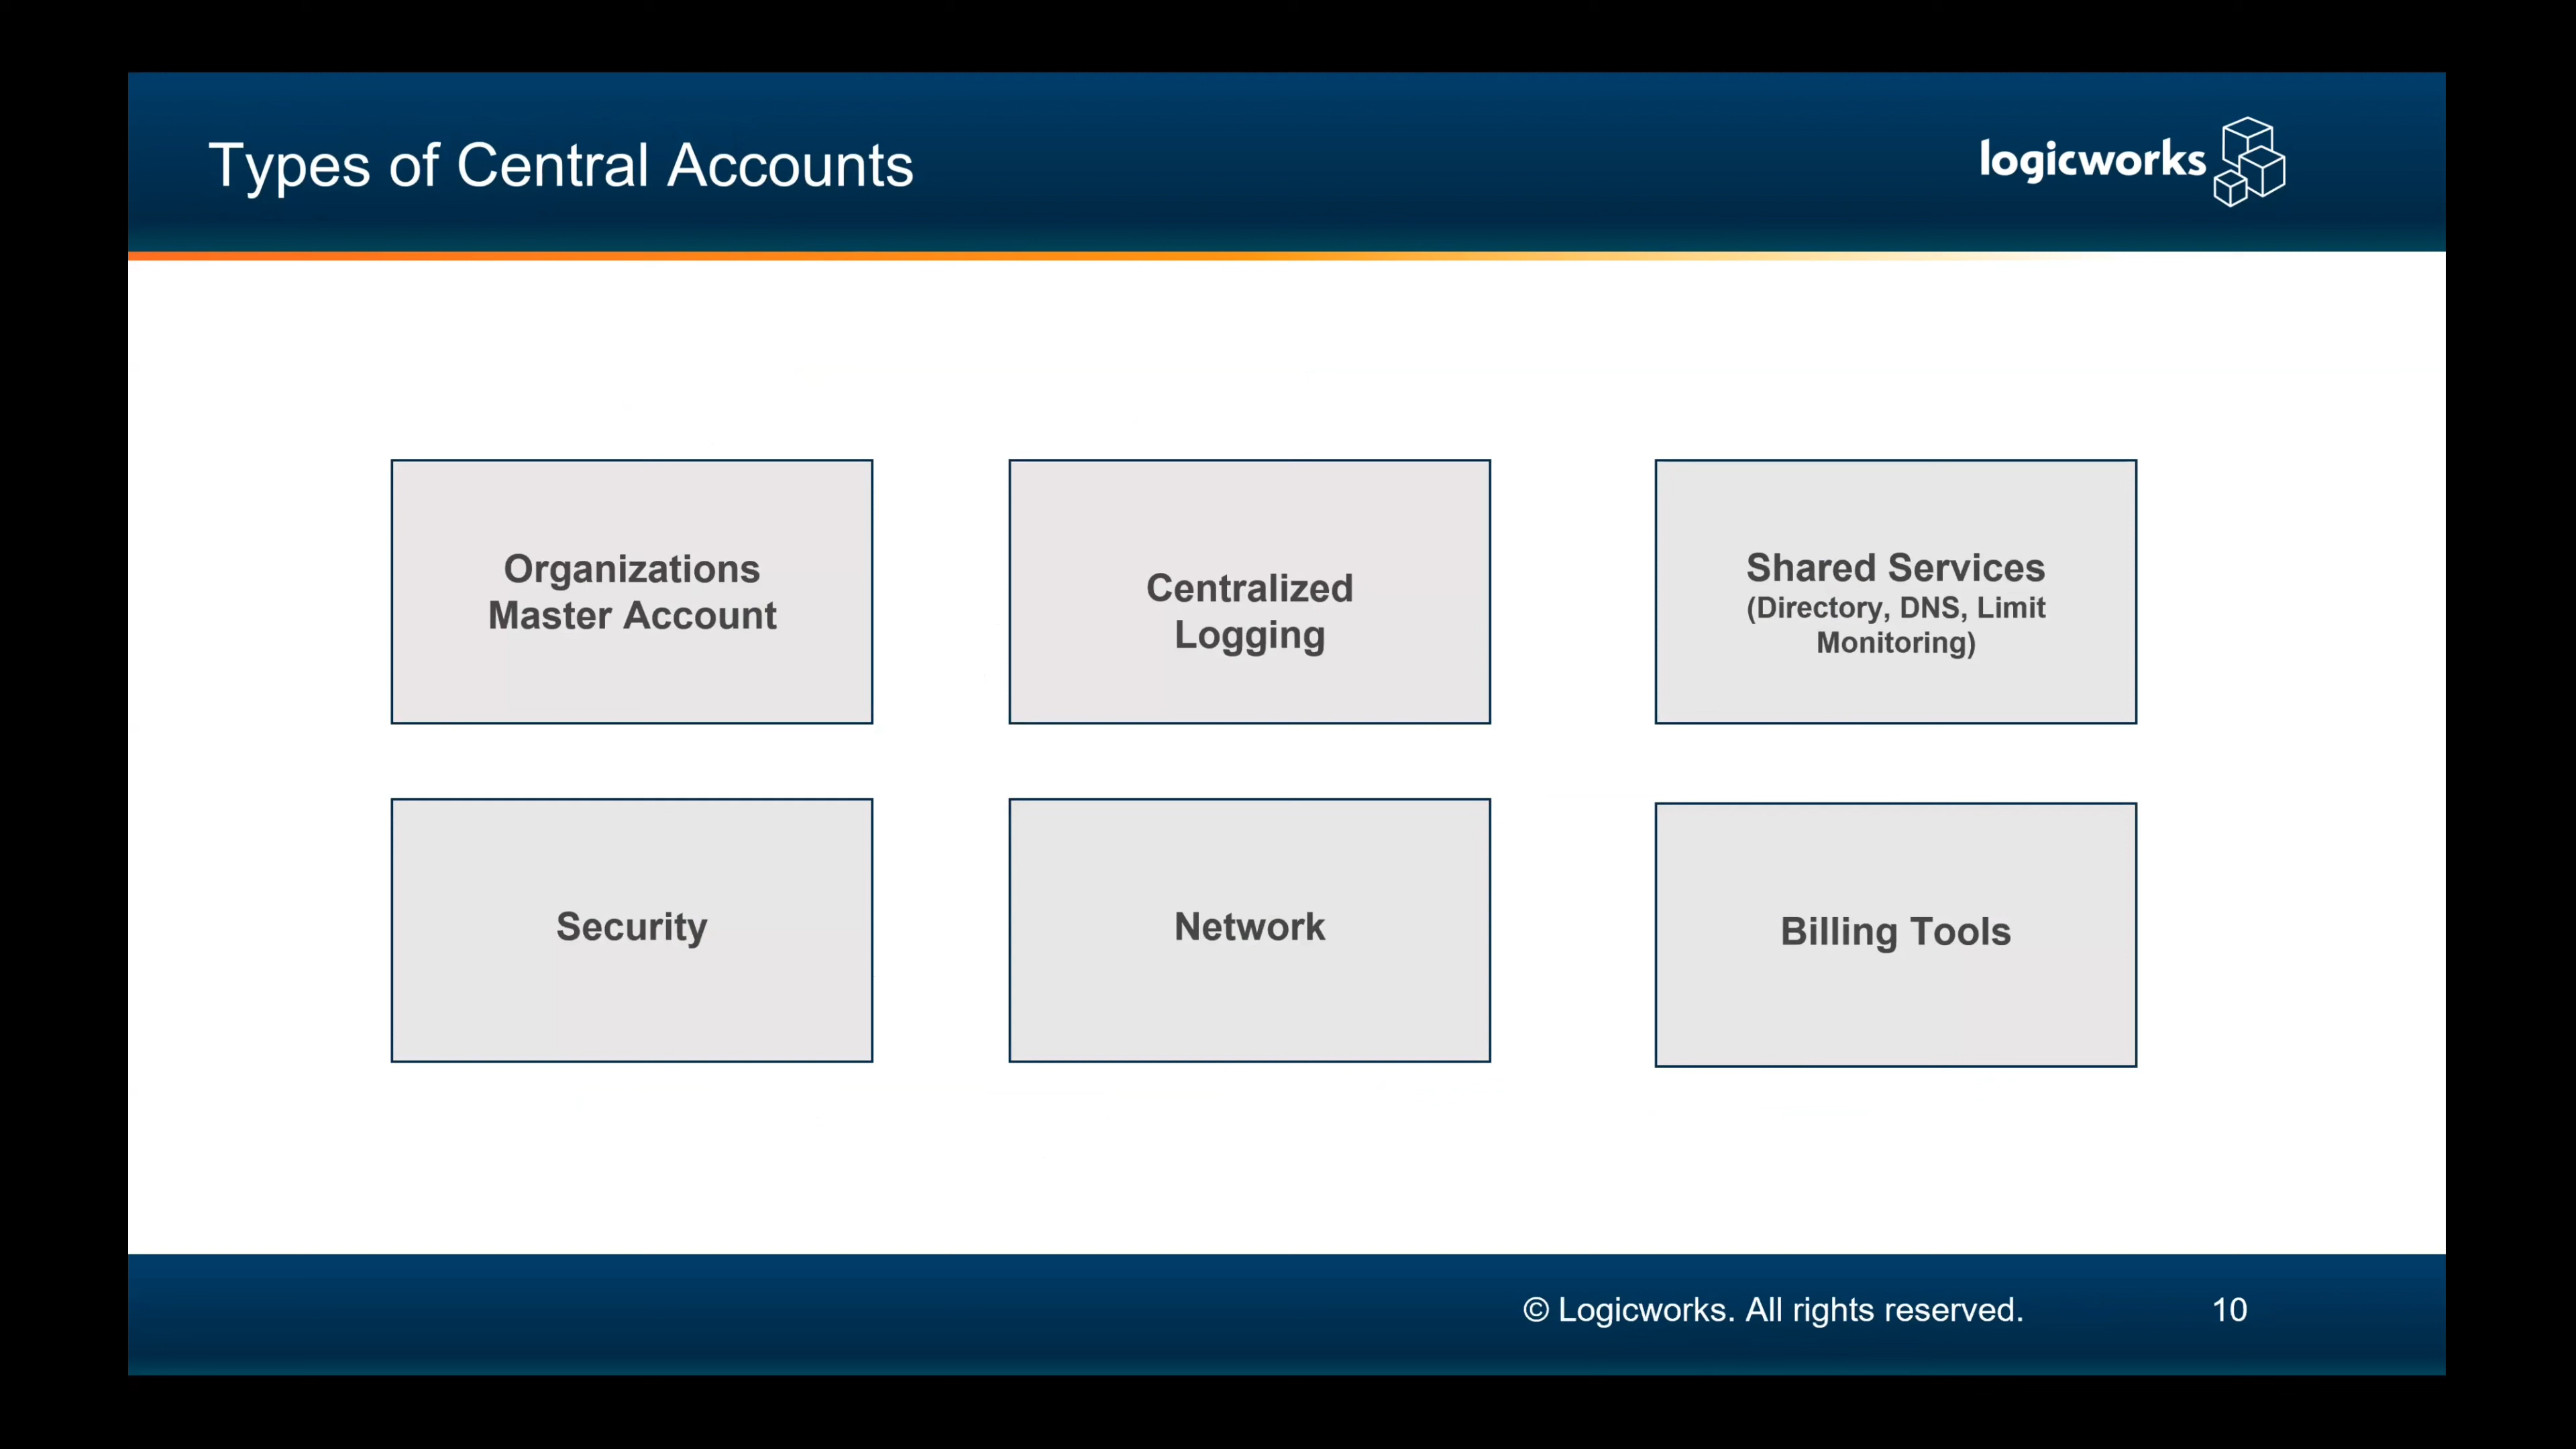 Types of Central Accounts
logicworks
Organizations
Master Account
Centralized
Logging
Shared Services
(Directory, DNS, Limit
Monitoring)
Security
Network
Billing Tools
© Logicworks. All rights reserved.
10